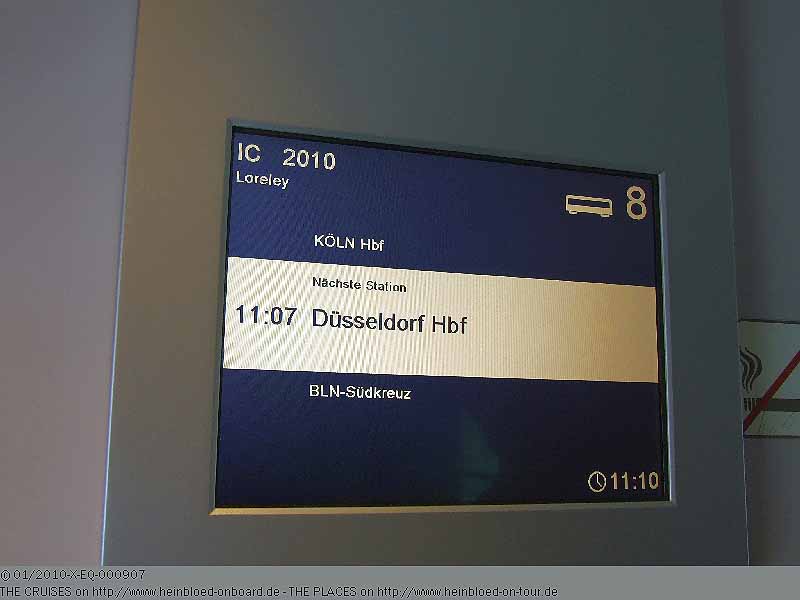 IC 2010
Loreley
8
KÖLN Hbf
Nächste Station
11:07 Düsseldorf Hbf
BLN-Südkreuz
11:10
©01/2010-X-EQ-000907
THE CRUISES on http://www.heinbloed-onboard.de - THE PLACES on http://www.heinbloed-on-tour.de